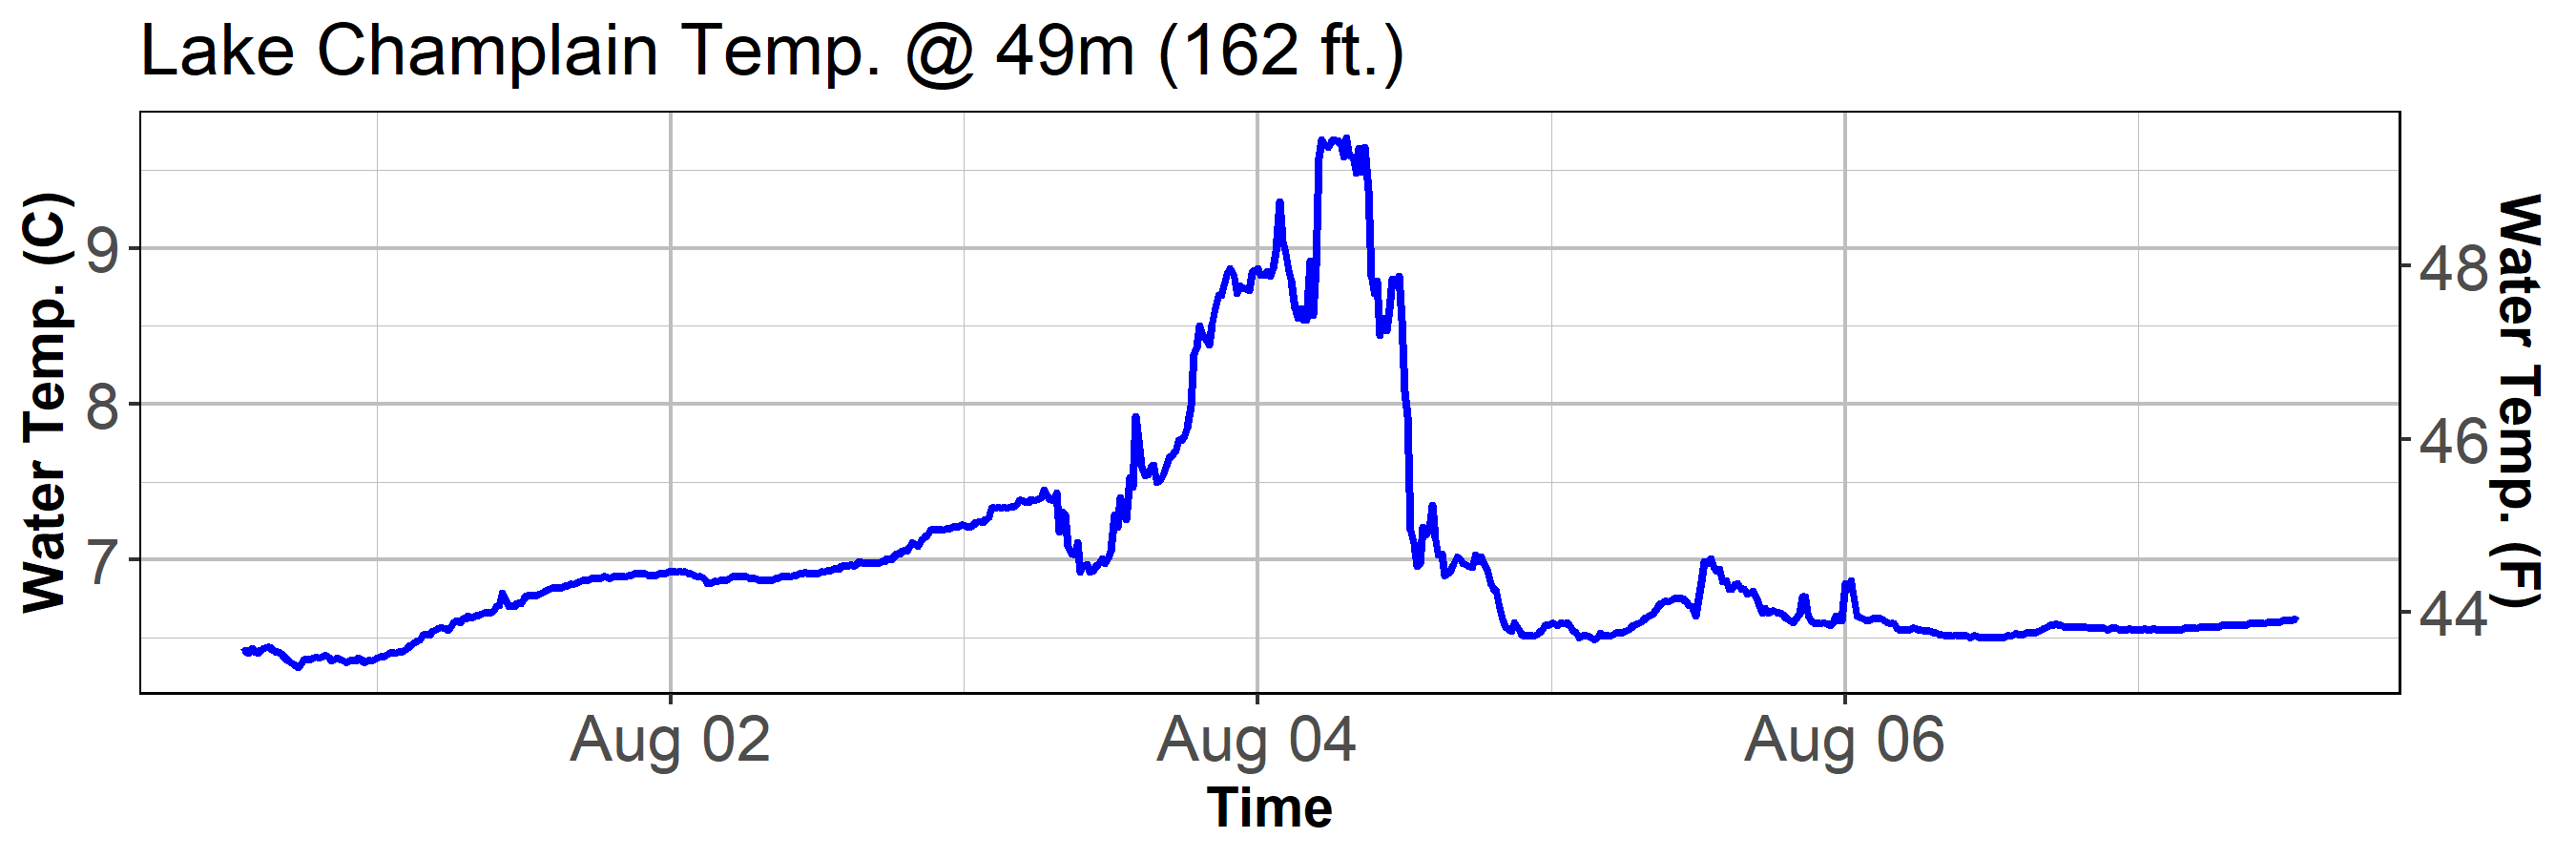 Lake Champlain Temp. @ 49m (162 ft.)
Water Temp. (C)
9
8
7
48
46
44
Water Temp. (F)
Aug 02 Aug 04 Aug 06
Time